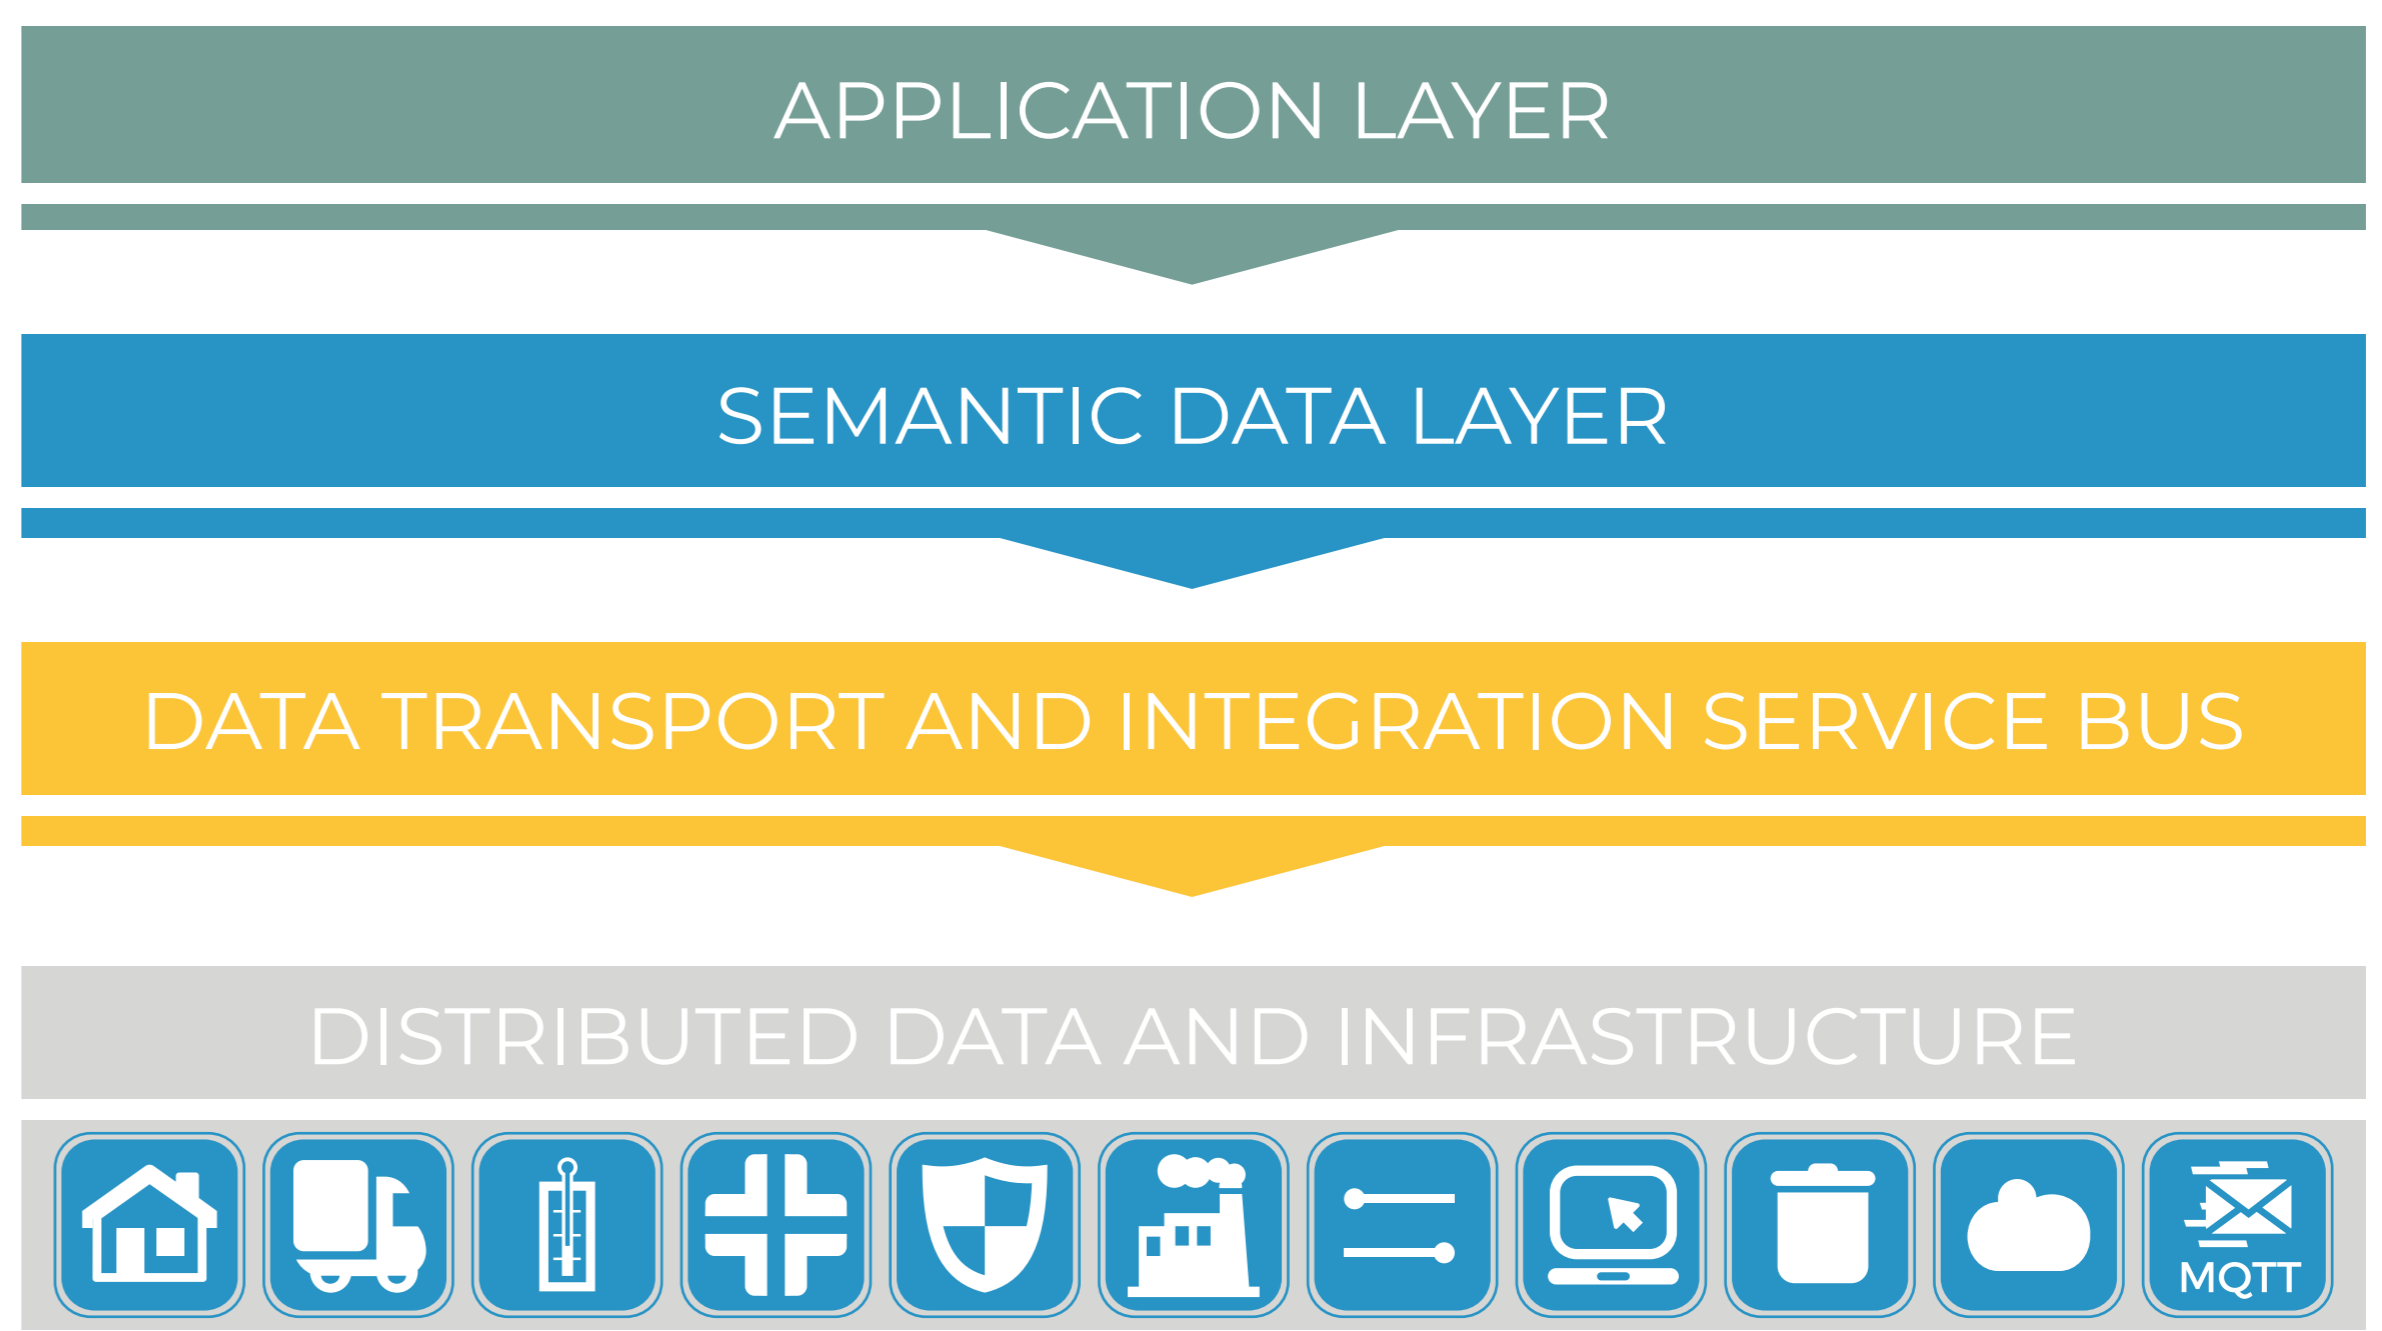 APPLICATION LAYER
SEMANTIC DATA LAYER
DATA TRANSPORT AND INTEGRATION SERVICE BUS
DISTRIBUTED DATA AND INFRASTRUCTURE
MQTT